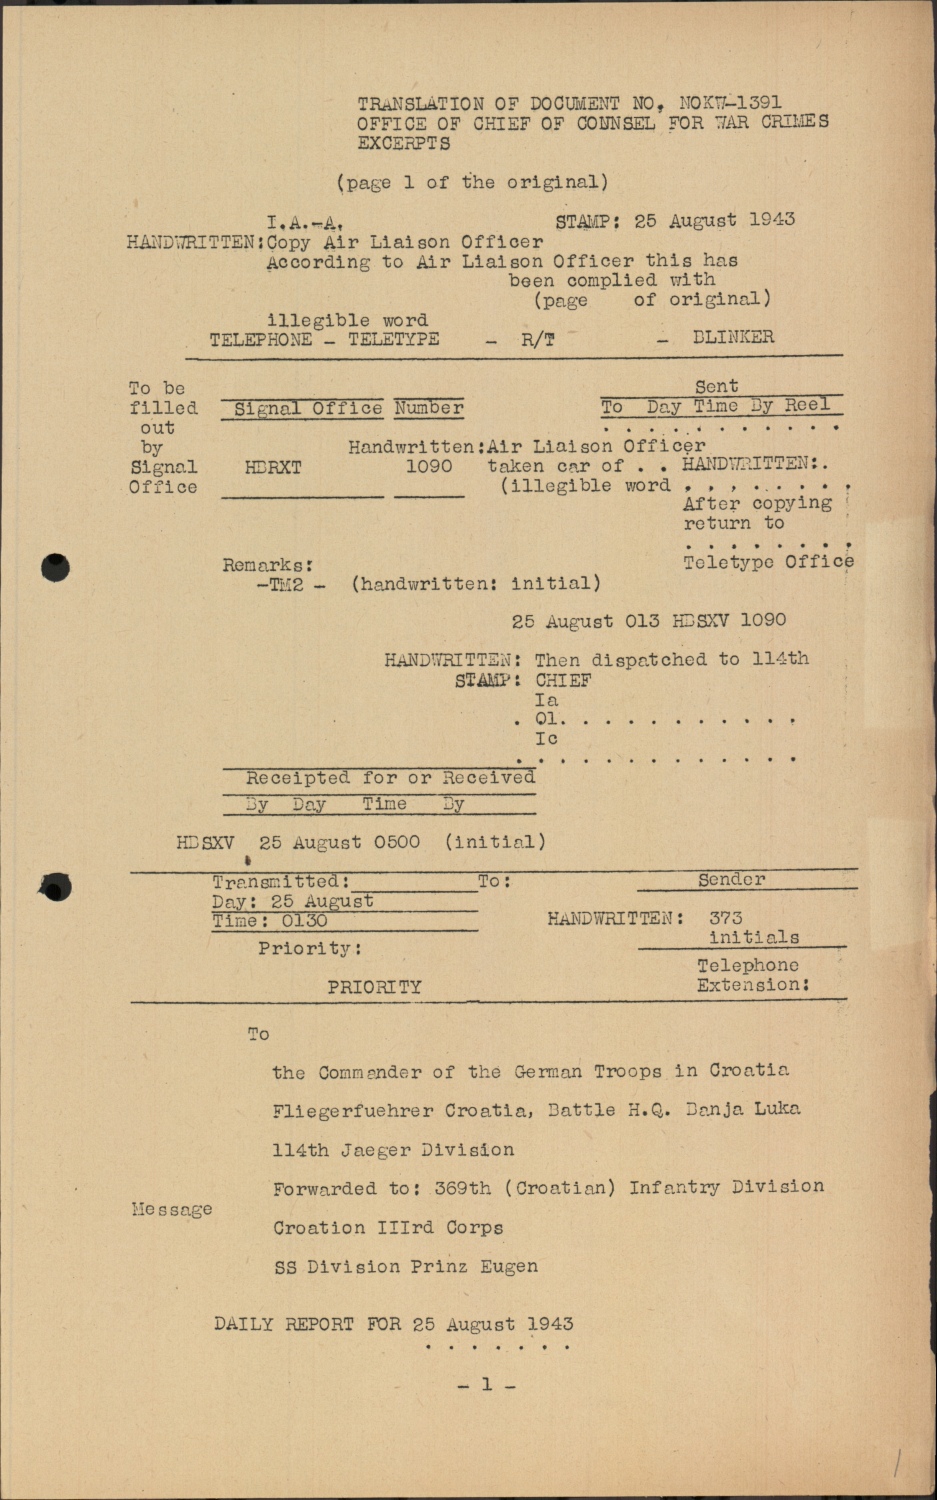 TRANSLATION OF DOCUMENT NO. NOKW-1391
OFFICE OF CHIEF OF COUNSEL FOR WAR CRIMES
EXCERPTS
(page 1 of the original)
I.A.-A. STAMP: 25 August 1943
HANDWRITTEN:Copy Air Liaison Officer
According to Air Liaison Officer this has
been complied with
(page of original)
illegible word
TELEPHONE - TELETYPE - R/T - BLINKER
To be Sent
filled Signal Office Number To Day Time By Reel
out . . . . . . . . . . .
by Handwritten:Air Liaison Officer
Signal HBRXT 1090 taken car of . . HANDWRITTEN:.
Office (illegible word . . . . . . . .
After copying
return to
. . . . . . . .
Remarks: Teletype Office
-TM2 - (handwritten: initial)
25 August 013 HBSXV 1090
HANDWRITTEN: Then dispatched to 114th
STAMP: CHIEF
Ia
. 01. . . . . . . . . . .
Ic
. . . . . . . . . . . . .
Receipted for or Received
By Day Time By
HBSXV 25 August 0500 (initial)
Transmitted: To: Sender
Day: 25 August
Time: 0130 HANDWRITTEN: 373
initials
Priority:
Telephone
PRIORITY Extension:
To
the Commander of the German Troops in Croatia
Fliegerfuehrer Croatia, Battle H.Q. Banja Luka
114th Jaeger Division
Forwarded to: 369th (Croatian) Infantry Division
Message
Croation IIIrd Corps
SS Division Prinz Eugen
DAILY REPORT FOR 25 August 1943
. . . . . . .
- 1 -
1